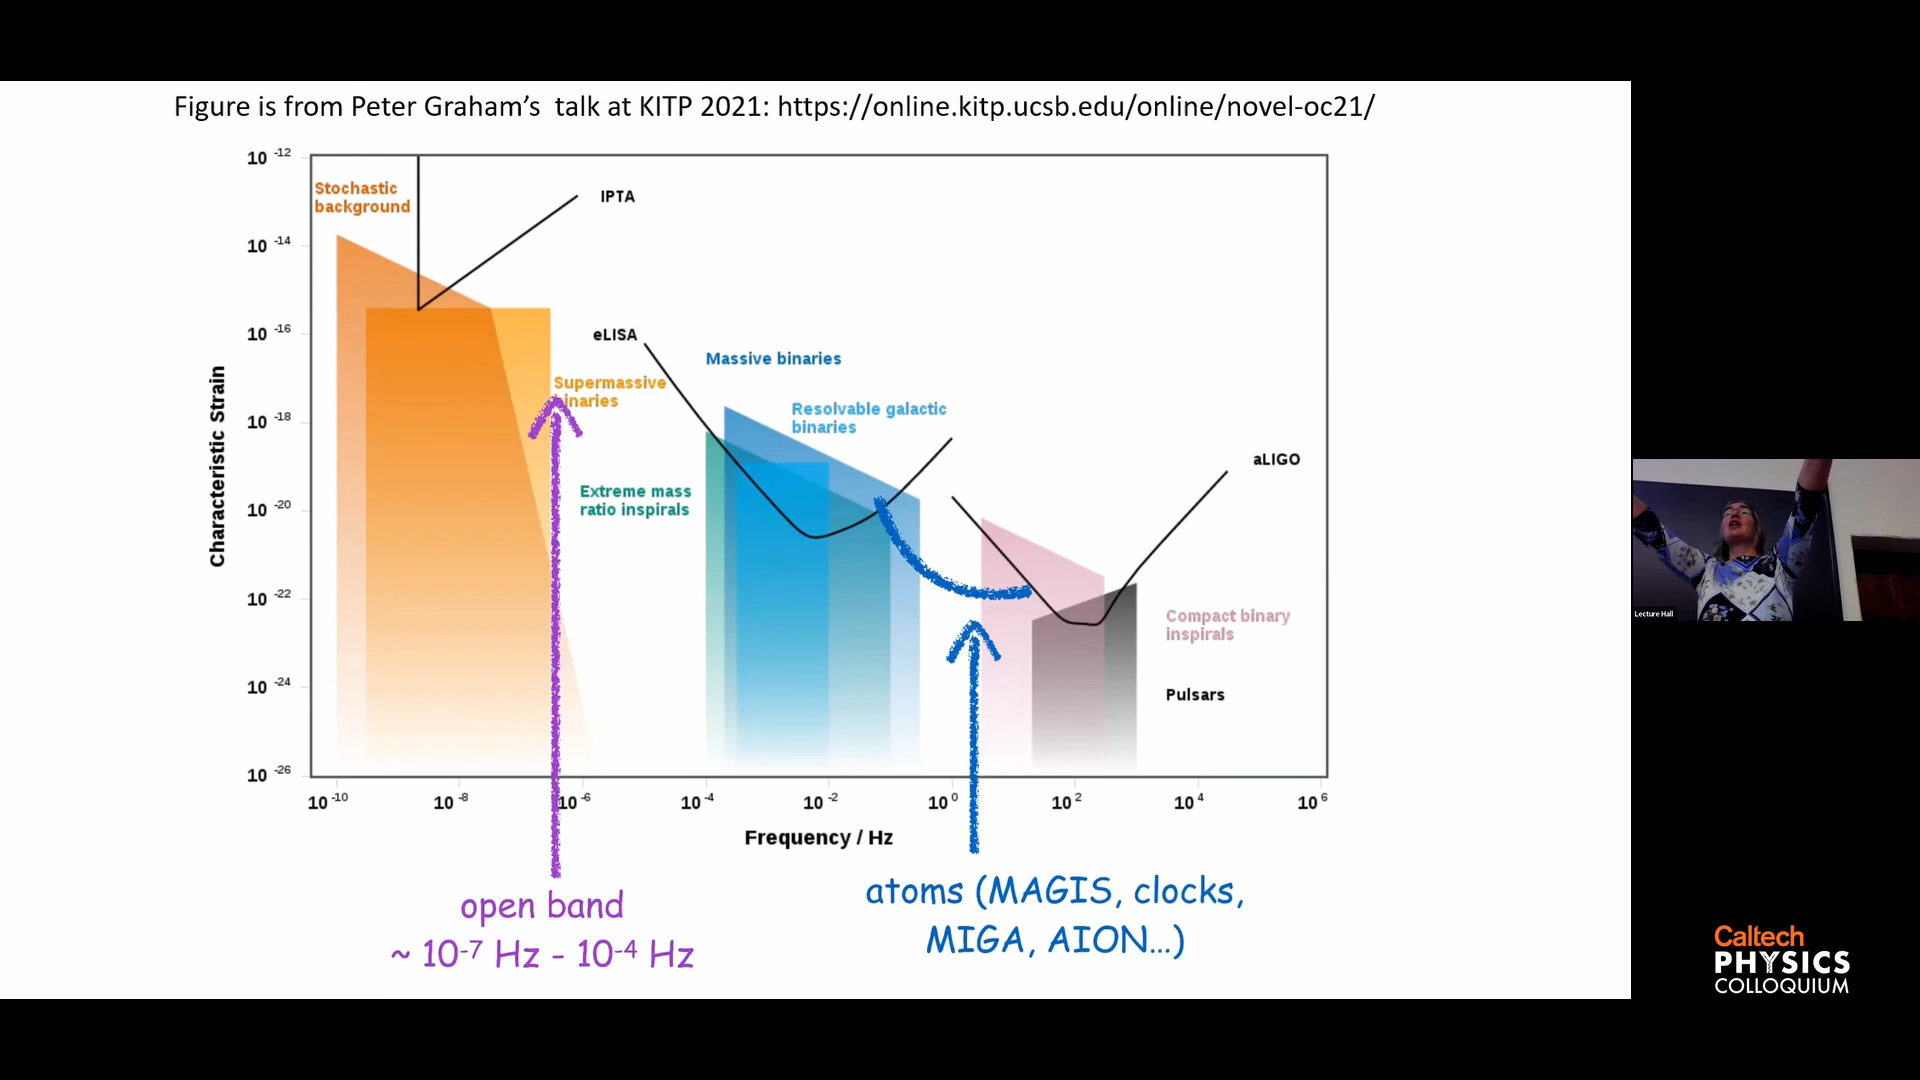 Figure is from Peter Graham's talk at KITP 2021: https://online.kitp.ucsb.edu/online/novel-oc21/
10 -12
Stochastic
background
IPTA
10 -14
10 -16
eLISA
Massive binaries
Supermassive
binaries
Resolvable galactic
binaries
10 -18
aLIGO
Characteristic Strain
Extreme mass
ratio inspirals
10 -20
10 -22
Compact binary
inspirals
10 -24
Pulsars
10 -26
10 -10
10 -8
10 -6
10 -4
10 -2
10 0
10 2
10 4
10 6
Frequency / Hz
open band
~ 10-7 Hz - 10-4 Hz
atoms (MAGIS, clocks,
MIGA, AION...)
Lecture Hall
Caltech
PHYSICS
COLLOQUIUM